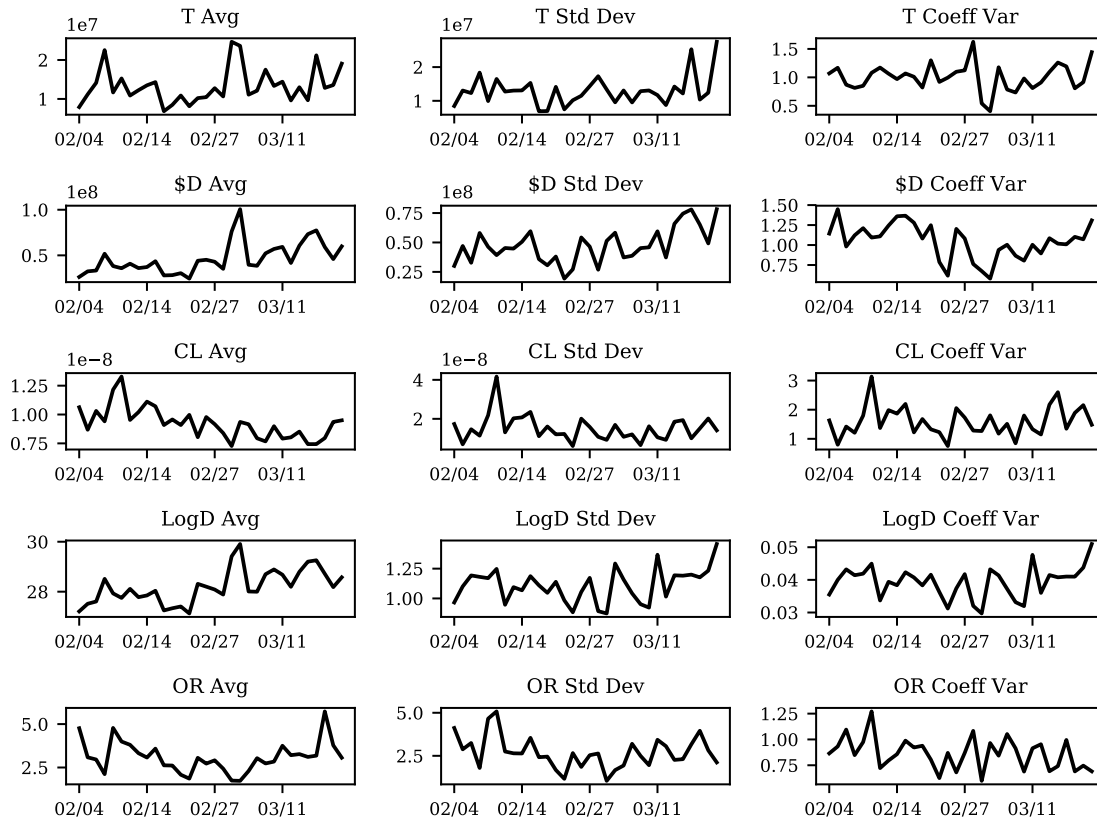 T Avg T Std Dev T Coeff Var
1e7 1e7
2 2 1.5
1 1 1.0
0.5
02/04 02/14 02/27 03/11 02/04 02/14 02/27 03/11 02/04 02/14 02/27 03/11
$D Avg $D Std Dev $D Coeff Var
1e8 1e8
1.0 0.75 1.50
0.5 0.50 1.25
0.25 1.00
0.75
02/04 02/14 02/27 03/11 02/04 02/14 02/27 03/11 02/04 02/14 02/27 03/11
CL Avg CL Std Dev CL Coeff Var
1e−8 1e−8
1.25 4 3
1.00 2 2
0.75 1
02/04 02/14 02/27 03/11 02/04 02/14 02/27 03/11 02/04 02/14 02/27 03/11
LogD Avg LogD Std Dev LogD Coeff Var
30 1.25 0.05
28 1.00 0.04
0.03
02/04 02/14 02/27 03/11 02/04 02/14 02/27 03/11 02/04 02/14 02/27 03/11
OR Avg OR Std Dev OR Coeff Var
5.0 5.0 1.25
2.5 2.5 1.00
0.75
02/04 02/14 02/27 03/11 02/04 02/14 02/27 03/11 02/04 02/14 02/27 03/11